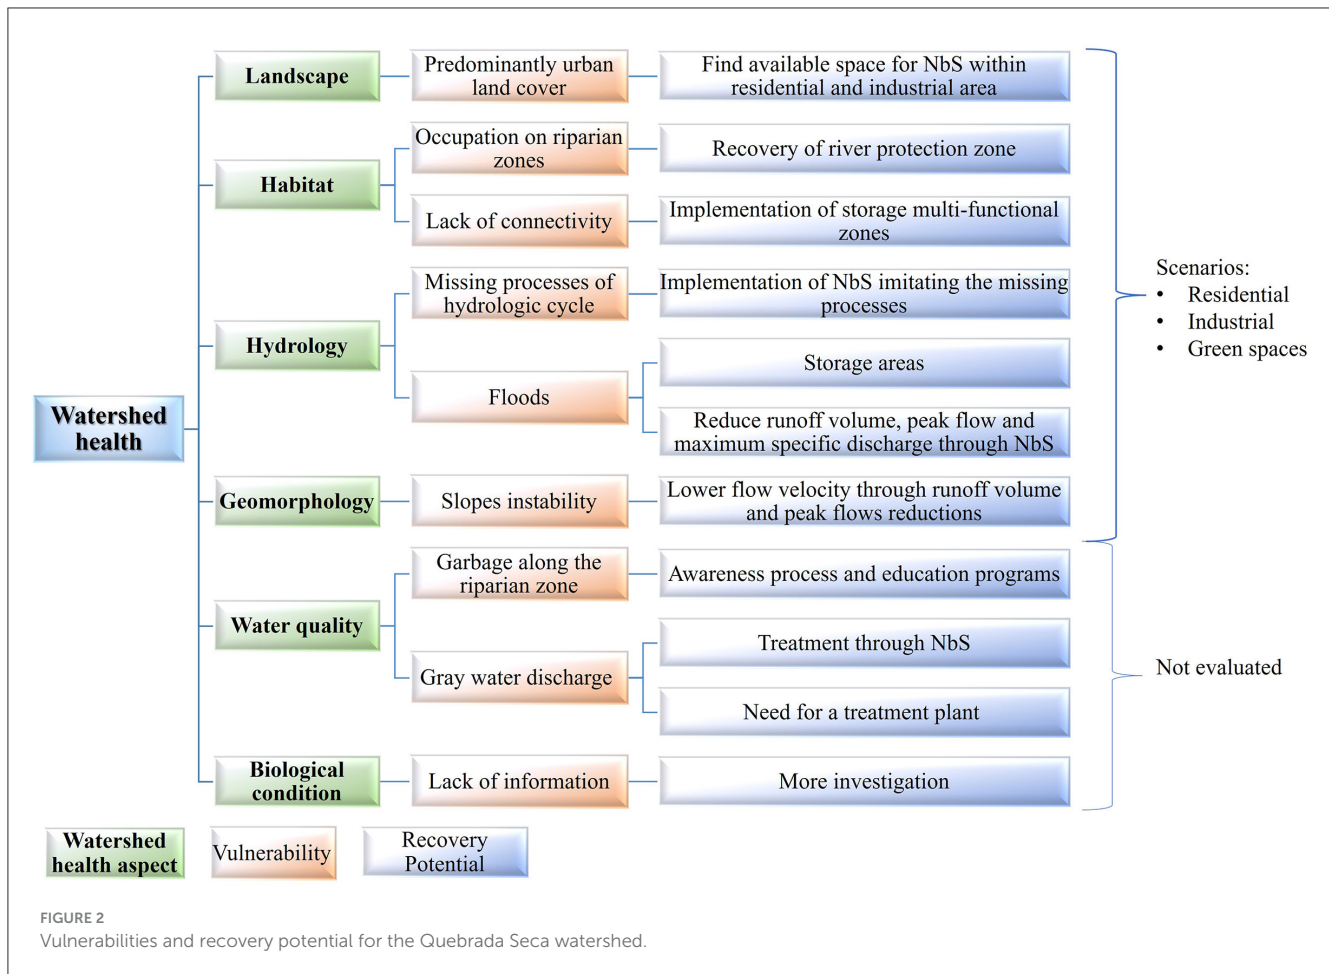 Landscape
Predominantly urban
land cover
Find available space for NbS within
residential and industrial area
Habitat
Occupation on riparian
zones
Recovery of river protection zone
Lack of connectivity
Implementation of storage multi-functional
zones
Hydrology
Missing processes of
hydrologic cycle
Implementation of NbS imitating the missing
processes
Floods
Storage areas
Reduce runoff volume, peak flow and
maximum specific discharge through NbS
Watershed
health
Geomorphology
Slopes instability
Lower flow velocity through runoff volume
and peak flows reductions
Water quality
Garbage along the
riparian zone
Awareness process and education programs
Gray water discharge
Treatment through NbS
Need for a treatment plant
Biological
condition
Lack of information
More investigation
Scenarios:
• Residential
• Industrial
• Green spaces
Not evaluated
Watershed
health aspect
Vulnerability
Recovery
Potential
FIGURE 2
Vulnerabilities and recovery potential for the Quebrada Seca watershed.